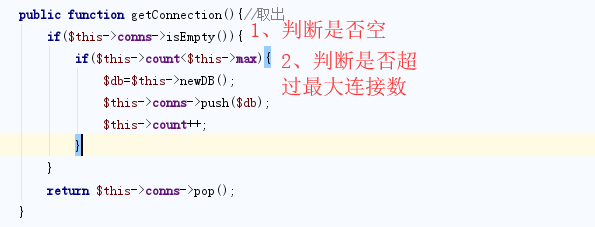 public function getConnection(){//取出
if($this->conns->isEmpty()){ 1、判断是否空
if($this->count<$this->max){ 2、判断是否超
$db=$this->newDB(); 过最大连接数
$this->conns->push($db);
$this->count++;
}
}
return $this->conns->pop();
}